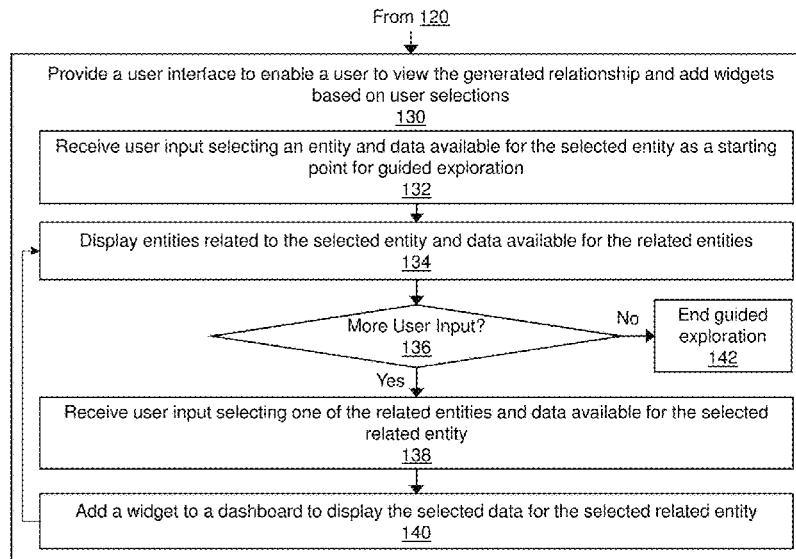 From 120
Provide a user interface to enable a user to view the generated relationship and add widgets
based on user selections
130
Receive user input selecting an entity and data available for the selected entity as a starting
point for guided exploration
132
Display entities related to the selected entity and data available for the related entities
134
More User Input?
136
No
End guided
exploration
142
Yes
Receive user input selecting one of the related entities and data available for the selected
related entity
138
Add a widget to a dashboard to display the selected data for the selected related entity
140